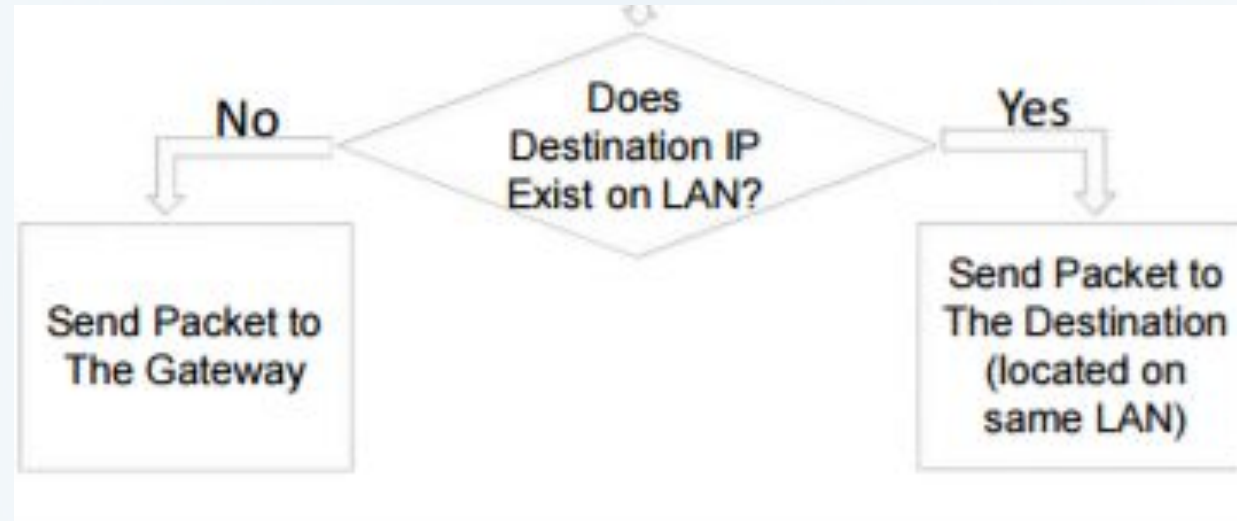 No
Does
Destination IP
Exist on LAN?
Yes
Send Packet to
The Gateway
Send Packet to
The Destination
(located on
same LAN)